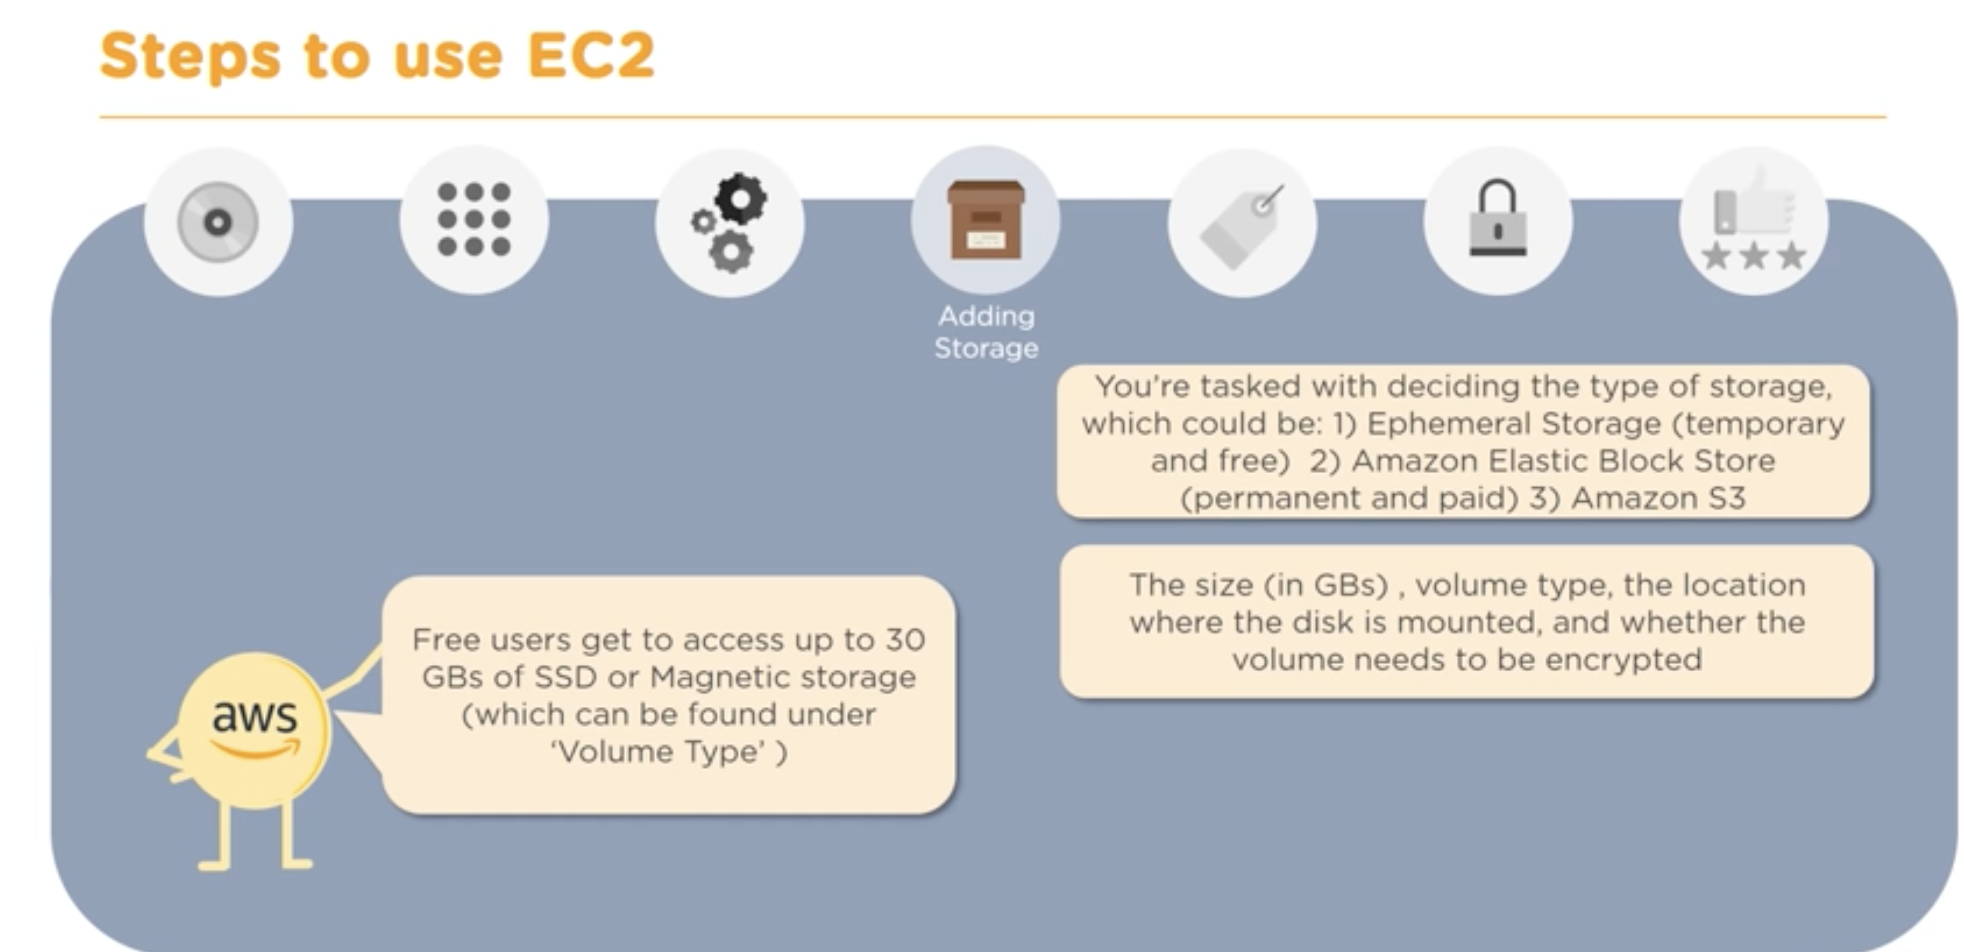 Steps to use EC2
Adding
Storage
You're tasked with deciding the type of storage,
which could be: 1) Ephemeral Storage (temporary
and free) 2) Amazon Elastic Block Store
(permanent and paid) 3) Amazon S3
The size (in GBs) , volume type, the location
where the disk is mounted, and whether the
volume needs to be encrypted
Free users get to access up to 30
GBs of SSD or Magnetic storage
(which can be found under
‘Volume Type’ )
aws